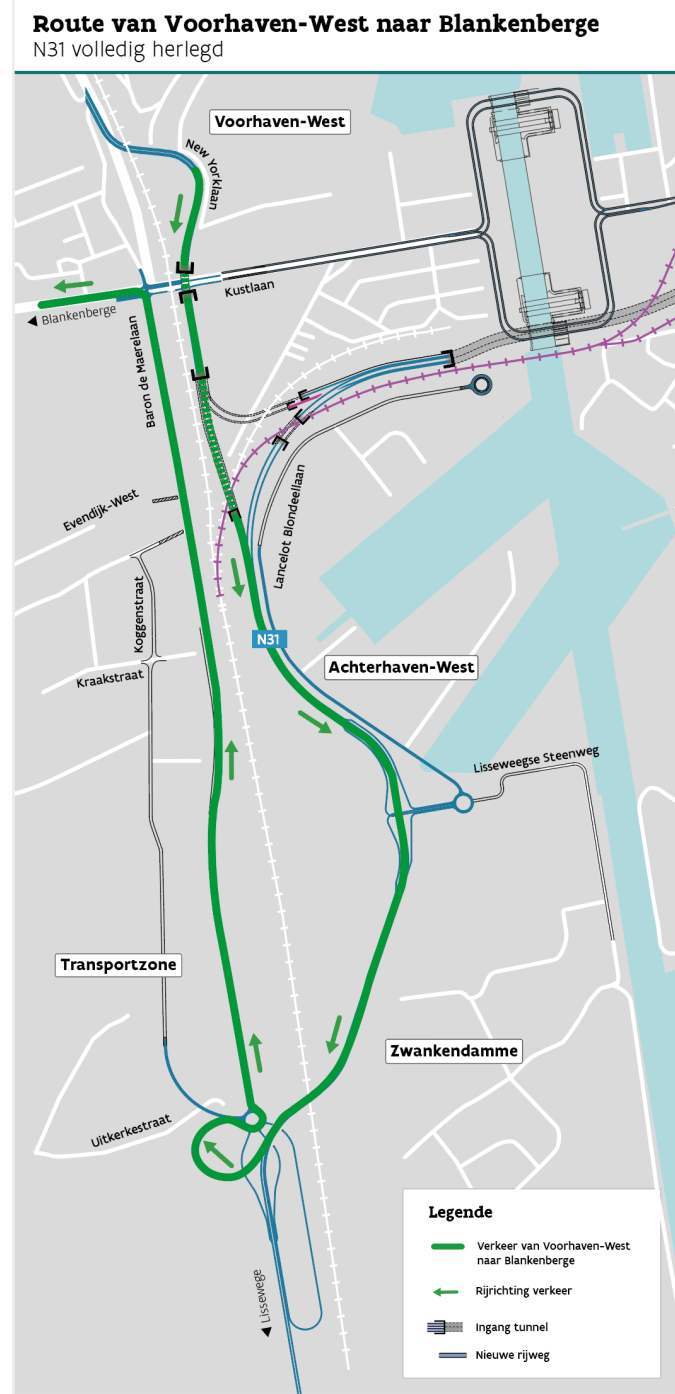 Route van Voorhaven-West naar Blankenberge
N31 volledig herlegd
Voorhaven-West
New Yorklaan
Kustlaan
◀ Blankenberge
Baron de Maerelaan
Evendijk-West
Lancelot Blondeellaan
Koggenstraat
N31
Achterhaven-West
Kraakstraat
Lisseweegse Steenweg
Transportzone
Zwankendamme
Uitkerkestraat
◀ Lissewege
Legende
Verkeer van Voorhaven-West
naar Blankenberge
Rijrichting verkeer
Ingang tunnel
Nieuwe rijweg